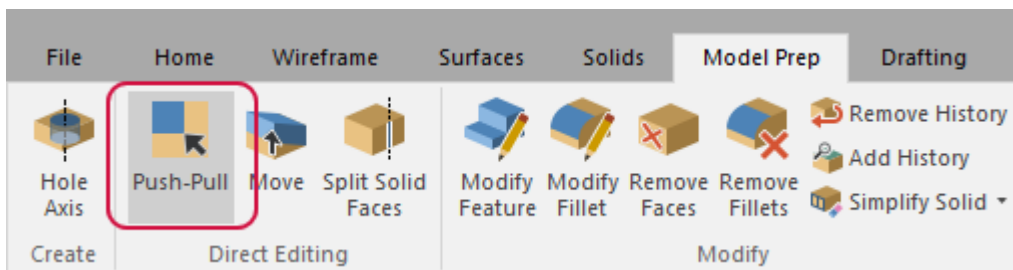 File Home Wireframe Surfaces Solids Model Prep Drafting
Hole Axis
Push-Pull
Move
Split Solid Faces
Modify Feature
Modify Fillet
Remove Faces
Remove Fillets
Remove History
Add History
Simplify Solid
Create Direct Editing Modify